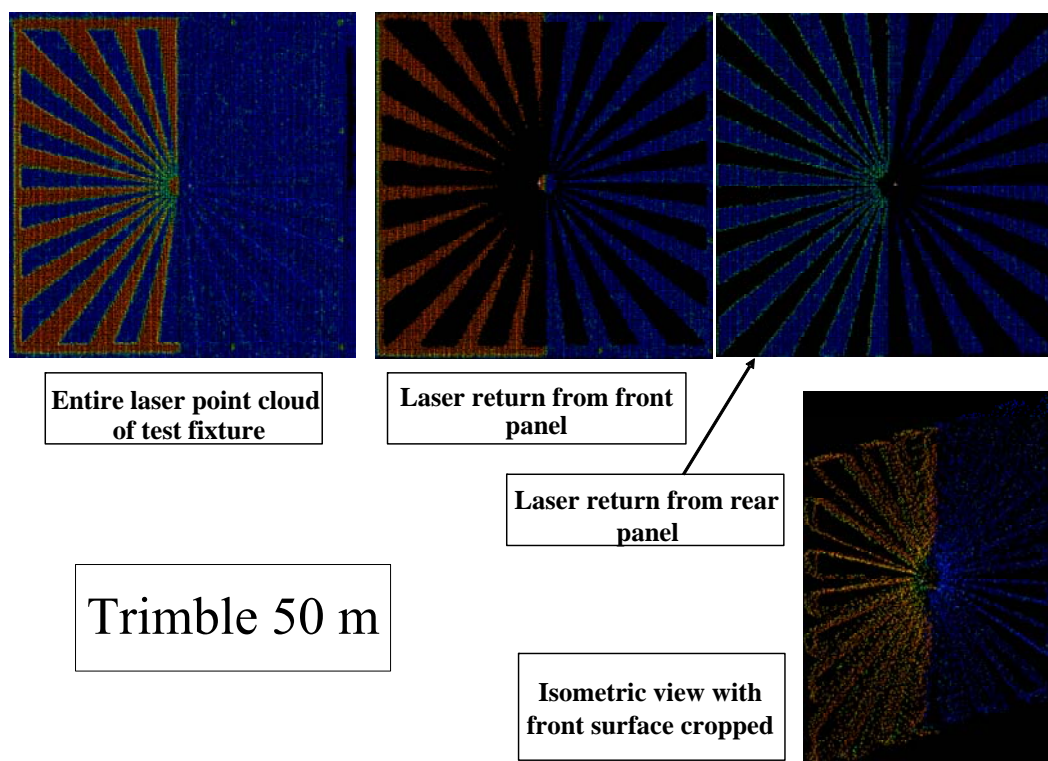 Entire laser point cloud
of test fixture
Laser return from front
panel
Laser return from rear
panel
Trimble 50 m
Isometric view with
front surface cropped